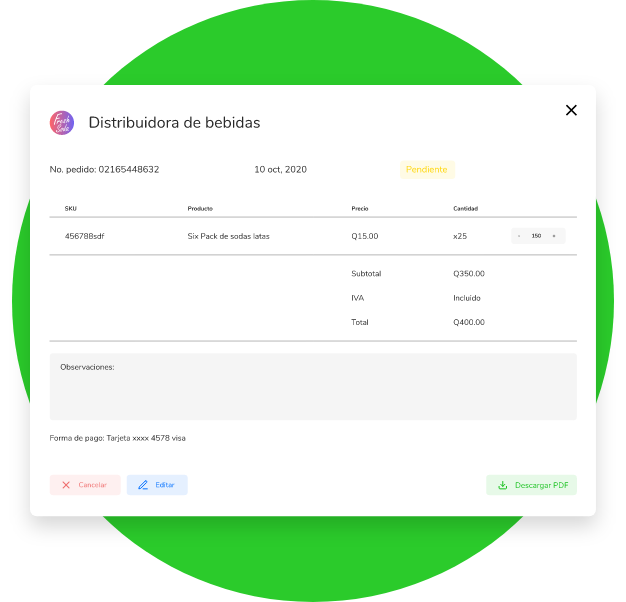 Fresh
Soda
Distribuidora de bebidas
No. pedido: 02165448632 10 oct, 2020 Pendiente
SKU Producto Precio Cantidad
456788sdf Six Pack de sodas latas Q15.00 x25 - 150 +
Subtotal Q350.00
IVA Incluido
Total Q400.00
Observaciones:
Forma de pago: Tarjeta xxxx 4578 visa
Cancelar Editar Descargar PDF